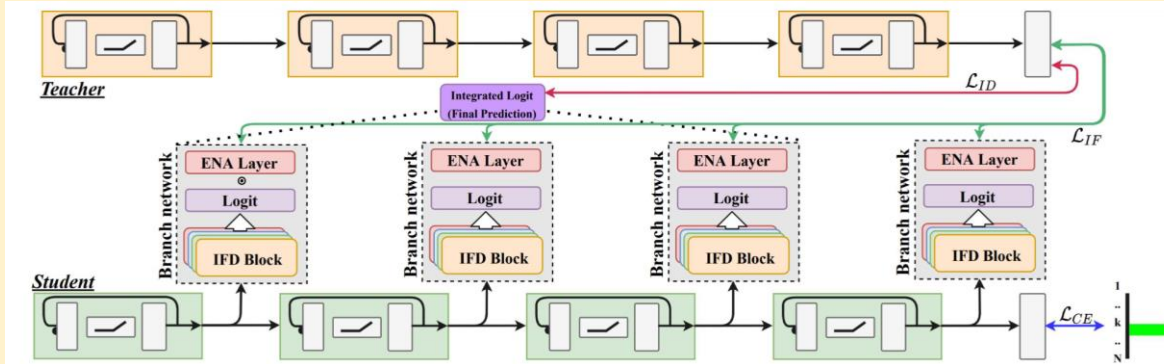 Teacher
Integrated Logit
(Final Prediction)
ℒ_ID
ℒ_IF
Branch network
ENA Layer
⊙
Logit
IFD Block
Branch network
ENA Layer
Logit
IFD Block
Branch network
ENA Layer
Logit
IFD Block
Branch network
ENA Layer
Logit
IFD Block
Student
ℒ_CE
1
..
k
..
N